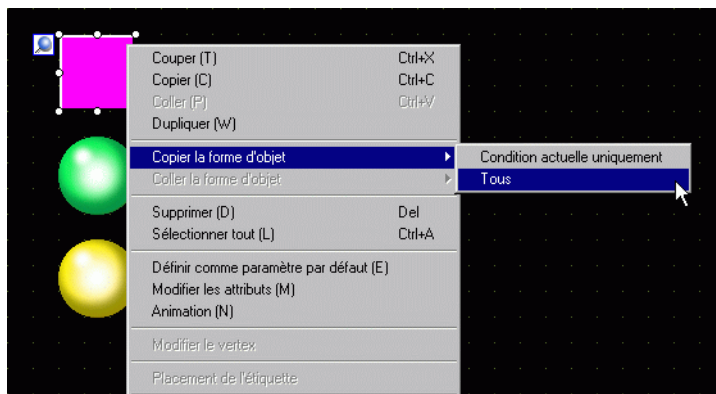 Couper (T) Ctrl+X
Copier (C) Ctrl+C
Coller (P) Ctrl+V
Dupliquer (W)
Copier la forme d'objet
Condition actuelle uniquement
Coller la forme d'objet
Tous
Supprimer (D) Del
Sélectionner tout (L) Ctrl+A
Définir comme paramètre par défaut (E)
Modifier les attributs (M)
Animation (N)
Modifier le vertex
Placement de l'étiquette